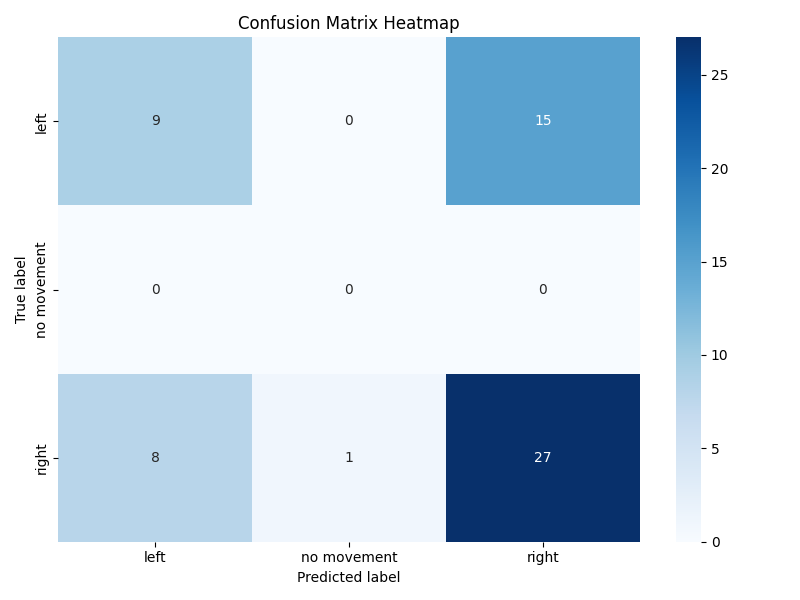 Confusion Matrix Heatmap
True label
left
9
0
15
no movement
0
0
0
right
8
1
27
left
no movement
right
Predicted label
25
20
15
10
5
0